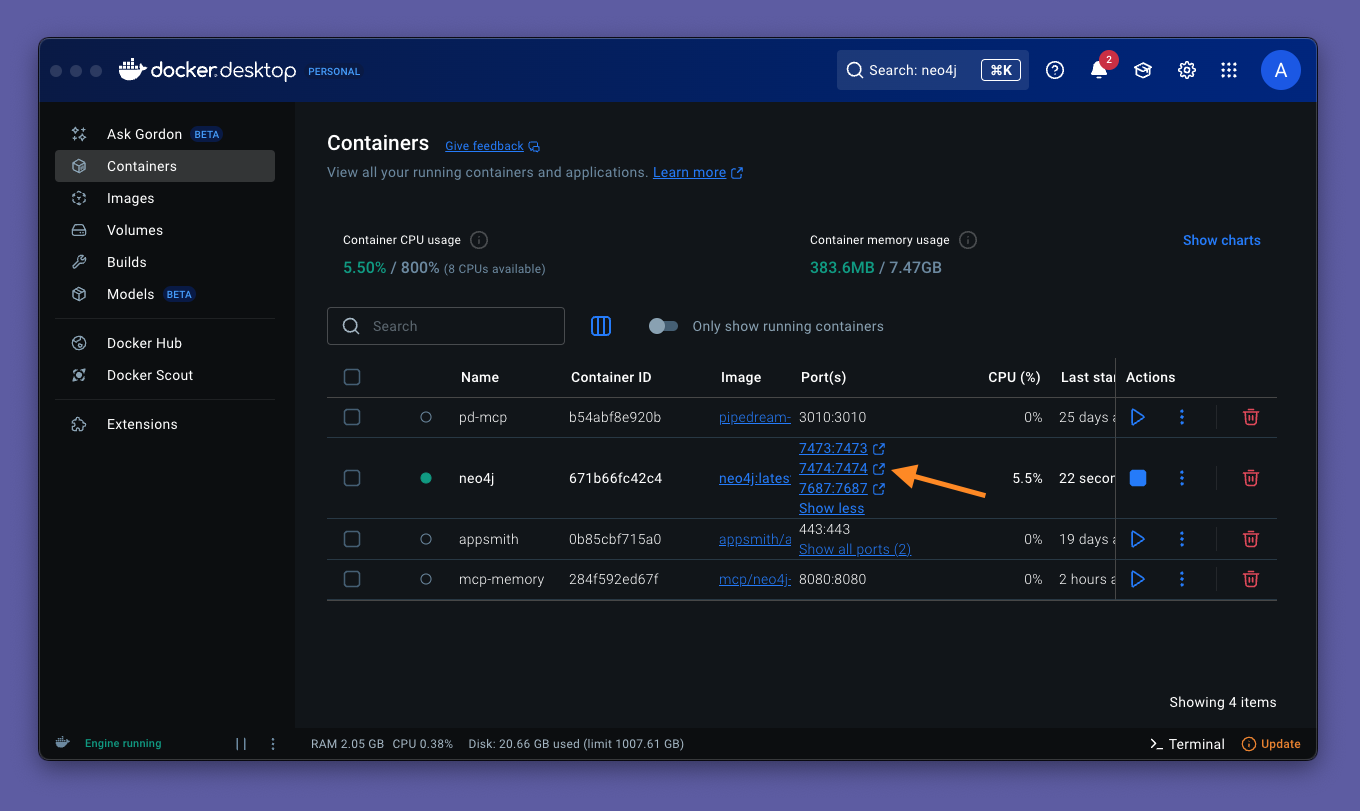 docker.desktop PERSONAL
Search: neo4j ⌘K
2
A
Ask Gordon BETA
Containers
Images
Volumes
Builds
Models BETA
Docker Hub
Docker Scout
Extensions
Containers Give feedback
View all your running containers and applications. Learn more
Container CPU usage
5.50% / 800% (8 CPUs available)
Container memory usage
383.6MB / 7.47GB
Show charts
Search
Only show running containers
Name Container ID Image Port(s) CPU (%) Last star Actions
pd-mcp b54abf8e920b pipedream- 3010:3010 0% 25 days a
neo4j 671b66fc42c4 neo4j:lates 7473:7473
7474:7474
7687:7687
Show less
5.5% 22 secor
appsmith 0b85cbf715a0 appsmith/a 443:443
Show all ports (2)
0% 19 days a
mcp-memory 284f592ed67f mcp/neo4j- 8080:8080 0% 2 hours a
Showing 4 items
Engine running
RAM 2.05 GB CPU 0.38% Disk: 20.66 GB used (limit 1007.61 GB)
Terminal
Update